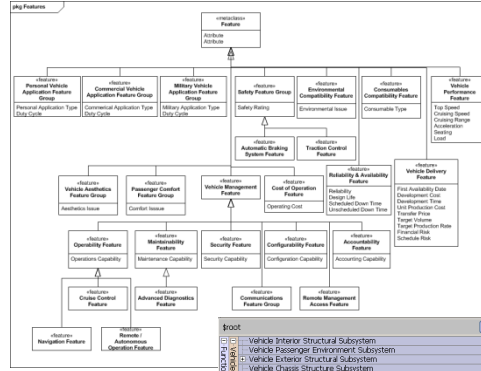 pkg Features
«metaclass»
Feature
Attribute
Attribute
«feature»
Personal Vehicle
Application Feature
Group
Personal Application Type
Duty Cycle
«feature»
Commercial Vehicle
Application Feature Group
Commerical Application Type
Duty Cycle
«feature»
Military Vehicle
Application Feature
Group
Military Application Type
Duty Cycle
«feature»
Safety Feature Group
Safety Rating
«feature»
Environmental
Compatibility Feature
Environmental Issue
«feature»
Consumables
Compatibility Feature
Consumable Type
«feature»
Vehicle
Performance
Feature
Top Speed
Cruising Speed
Cruising Range
Acceleration
Seating
Load
«feature»
Automatic Braking
System Feature
«feature»
Traction Control
Feature
«feature»
Vehicle Aesthetics
Feature Group
Aesthetics Issue
«feature»
Passenger Comfort
Feature Group
Comfort Isssue
«feature»
Vehicle Management
Feature
«feature»
Cost of Operation
Feature
Operating Cost
«feature»
Reliability & Availability
Feature
Reliability
Design Life
Scheduled Down Time
Unscheduled Down Time
«feature»
Vehicle Delivery
Feature
First Availability Date
Development Cost
Development Time
Unit Production Cost
Transfer Price
Target Volume
Target Production Rate
Financial Risk
Schedule Risk
«feature»
Operability Feature
Operations Capability
«feature»
Maintainability
Feature
Maintenance Capability
«feature»
Security Feature
Security Capability
«feature»
Configurability Feature
Configuration Capability
«feature»
Accountability
Feature
Accounting Capability
«feature»
Cruise Control
Feature
«feature»
Advanced Diagnostics
Feature
«feature»
Communications
Feature Group
«feature»
Remote Management
Access Feature
«feature»
Navigation Feature
«feature»
Remote /
Autonomous
Operation Feature
$root
Vehicle Interior Structural Subsystem
Vehicle Passenger Environment Subsystem
Vehicle Exterior Structural Subsystem
Vehicle Chassis Structure Subsystem